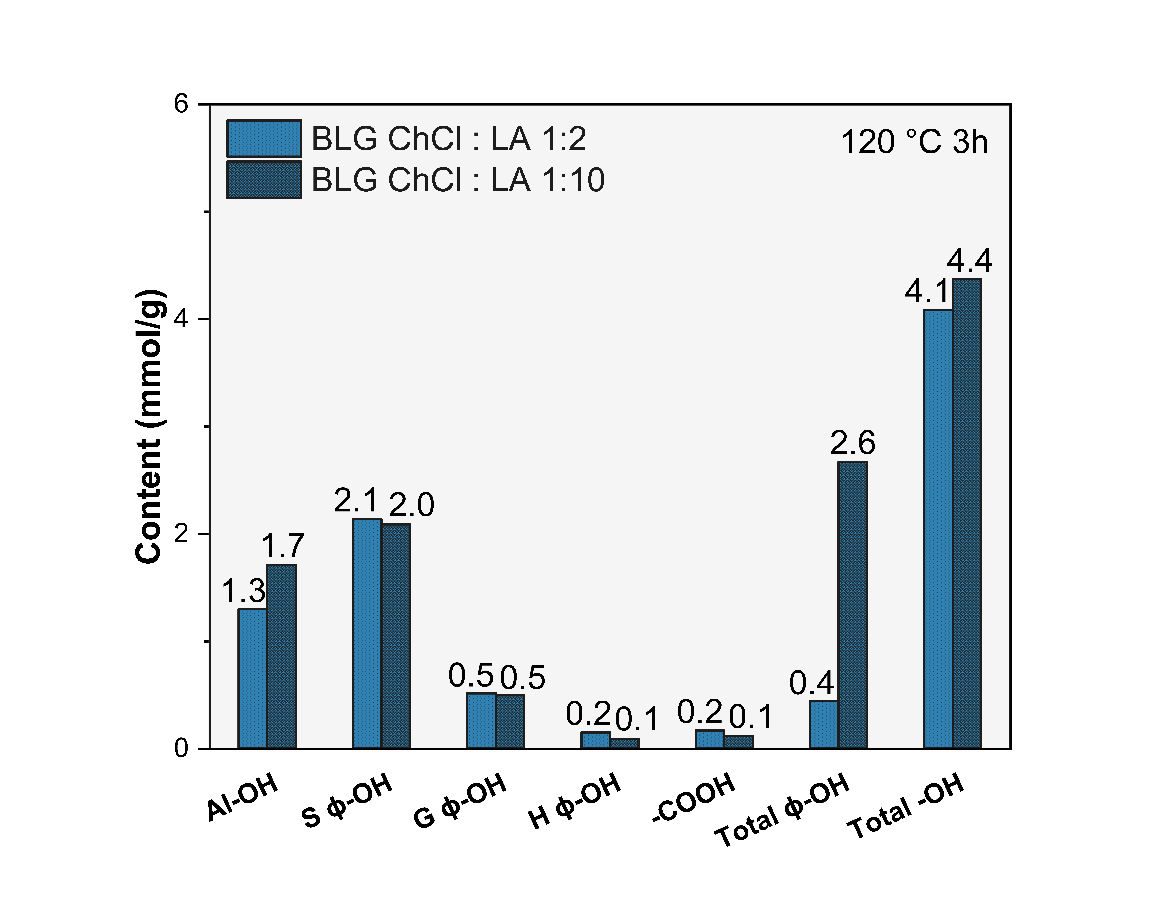 BLG ChCl : LA 1:2
BLG ChCl : LA 1:10
120 °C 3h
Content (mmol/g)
6
4
2
0
1.3
1.7
2.1
2.0
0.5
0.5
0.2
0.1
0.2
0.1
0.4
2.6
4.1
4.4
Al-OH
S ϕ-OH
G ϕ-OH
H ϕ-OH
-COOH
Total ϕ-OH
Total -OH